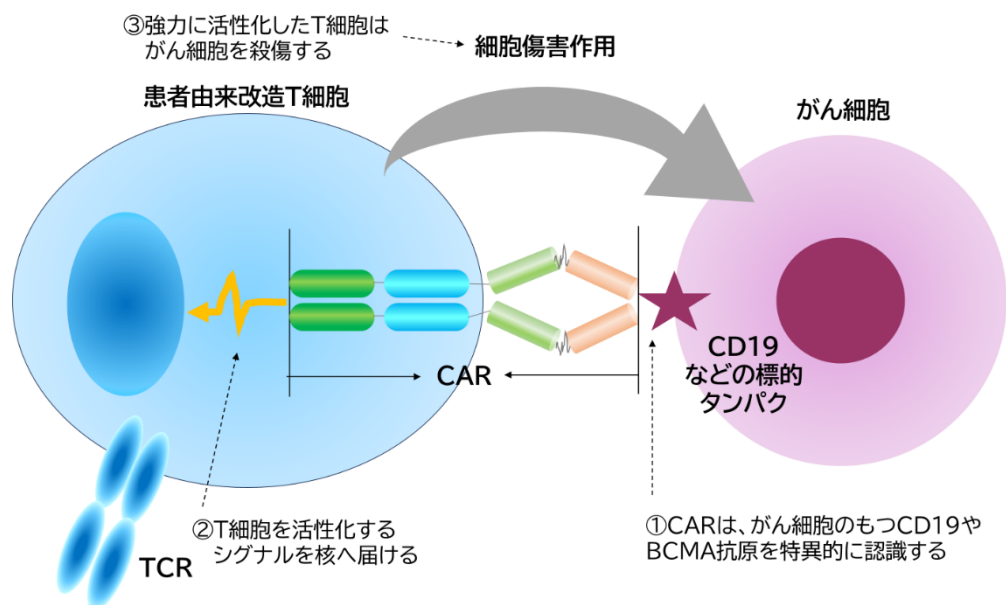 ③強力に活性化したT細胞は
がん細胞を殺傷する
細胞傷害作用
患者由来改造T細胞
がん細胞
CAR
CD19
などの標的
タンパク
TCR
②T細胞を活性化する
シグナルを核へ届ける
①CARは、がん細胞のもつCD19や
BCMA抗原を特異的に認識する